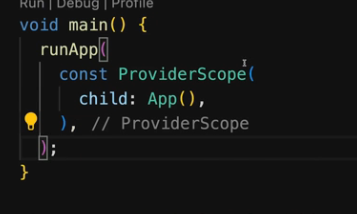 Run | Debug | Profile
void main() {
  runApp(
    const ProviderScope(
      child: App(),
    ), // ProviderScope
  );
}